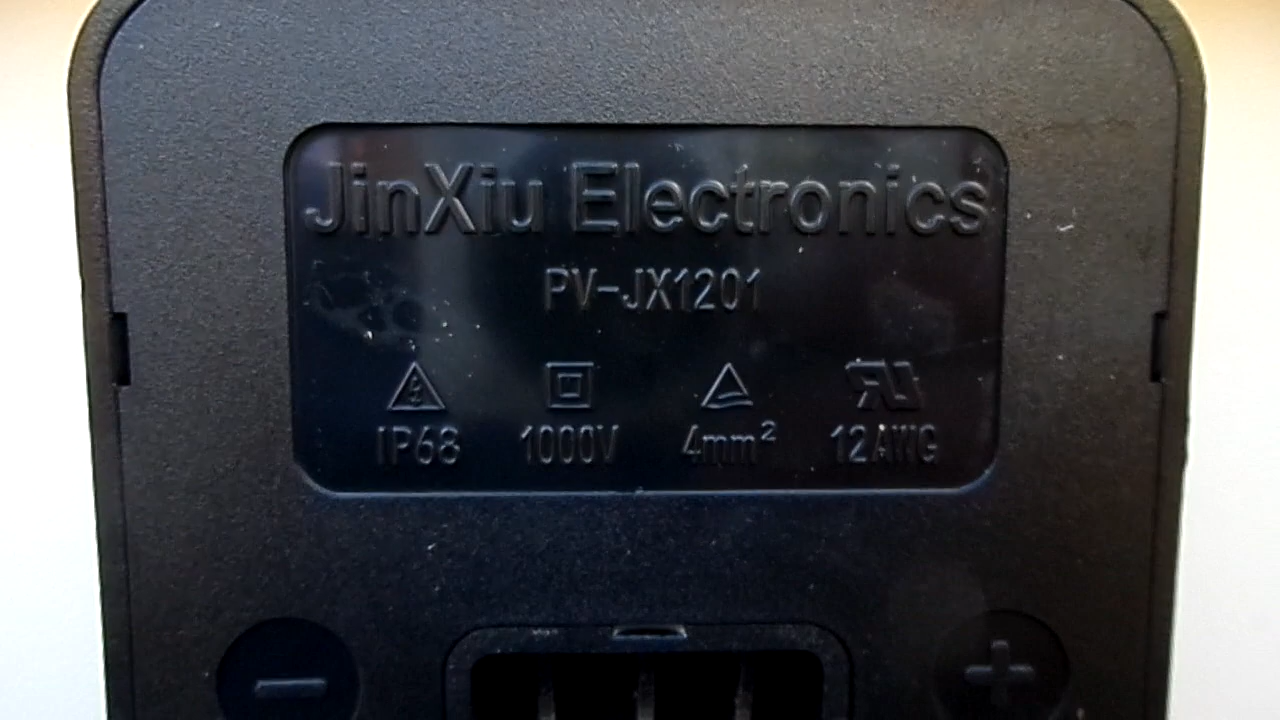 JinXiu Electronics
PV-JX1201
IP68 1000V 4mm² 12AWG
- +